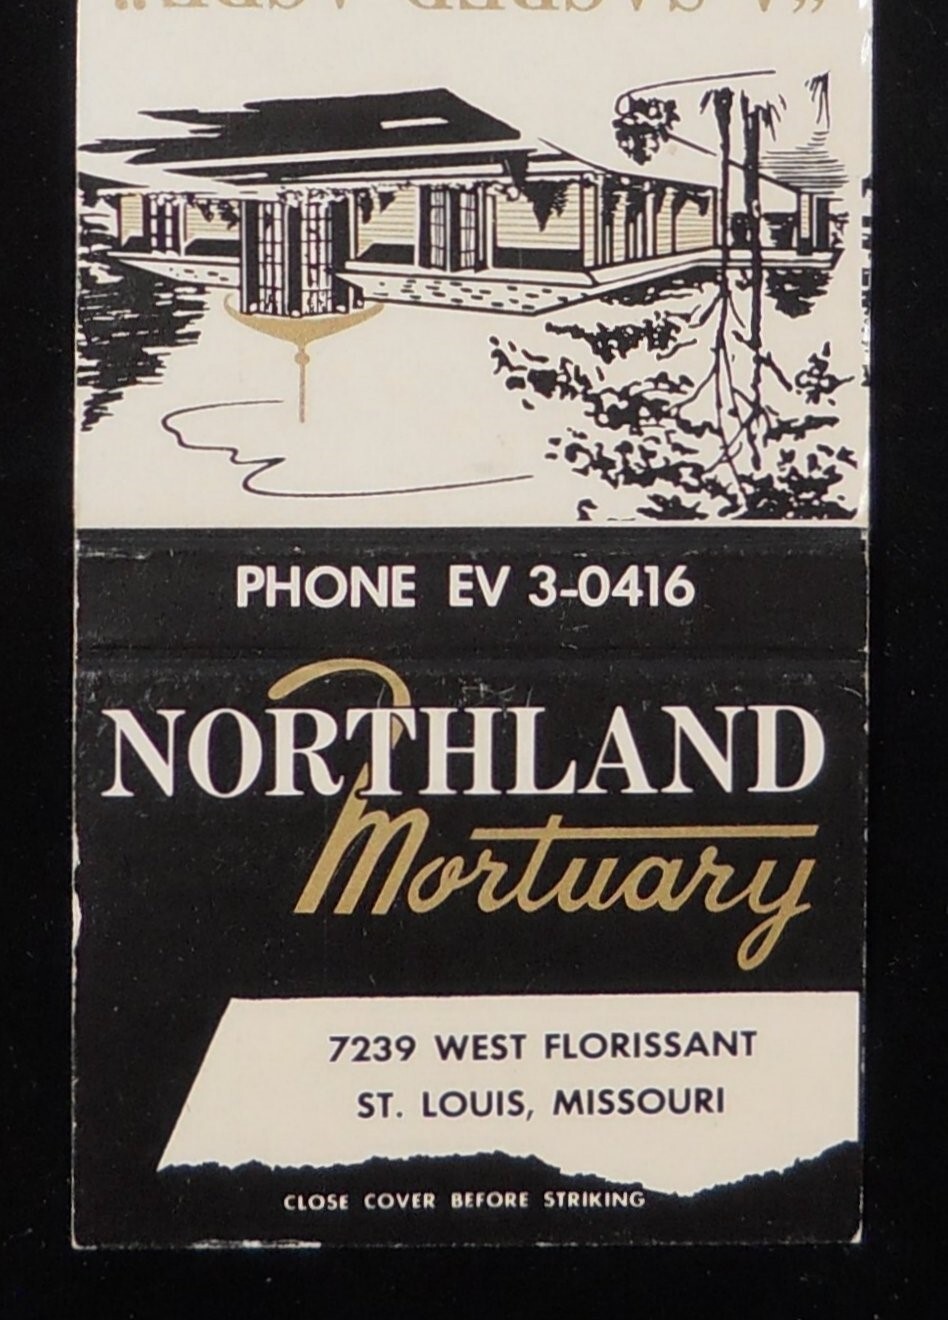 PHONE EV 3-0416
NORTHLAND
Mortuary
7239 WEST FLORISSANT
ST. LOUIS, MISSOURI
CLOSE COVER BEFORE STRIKING